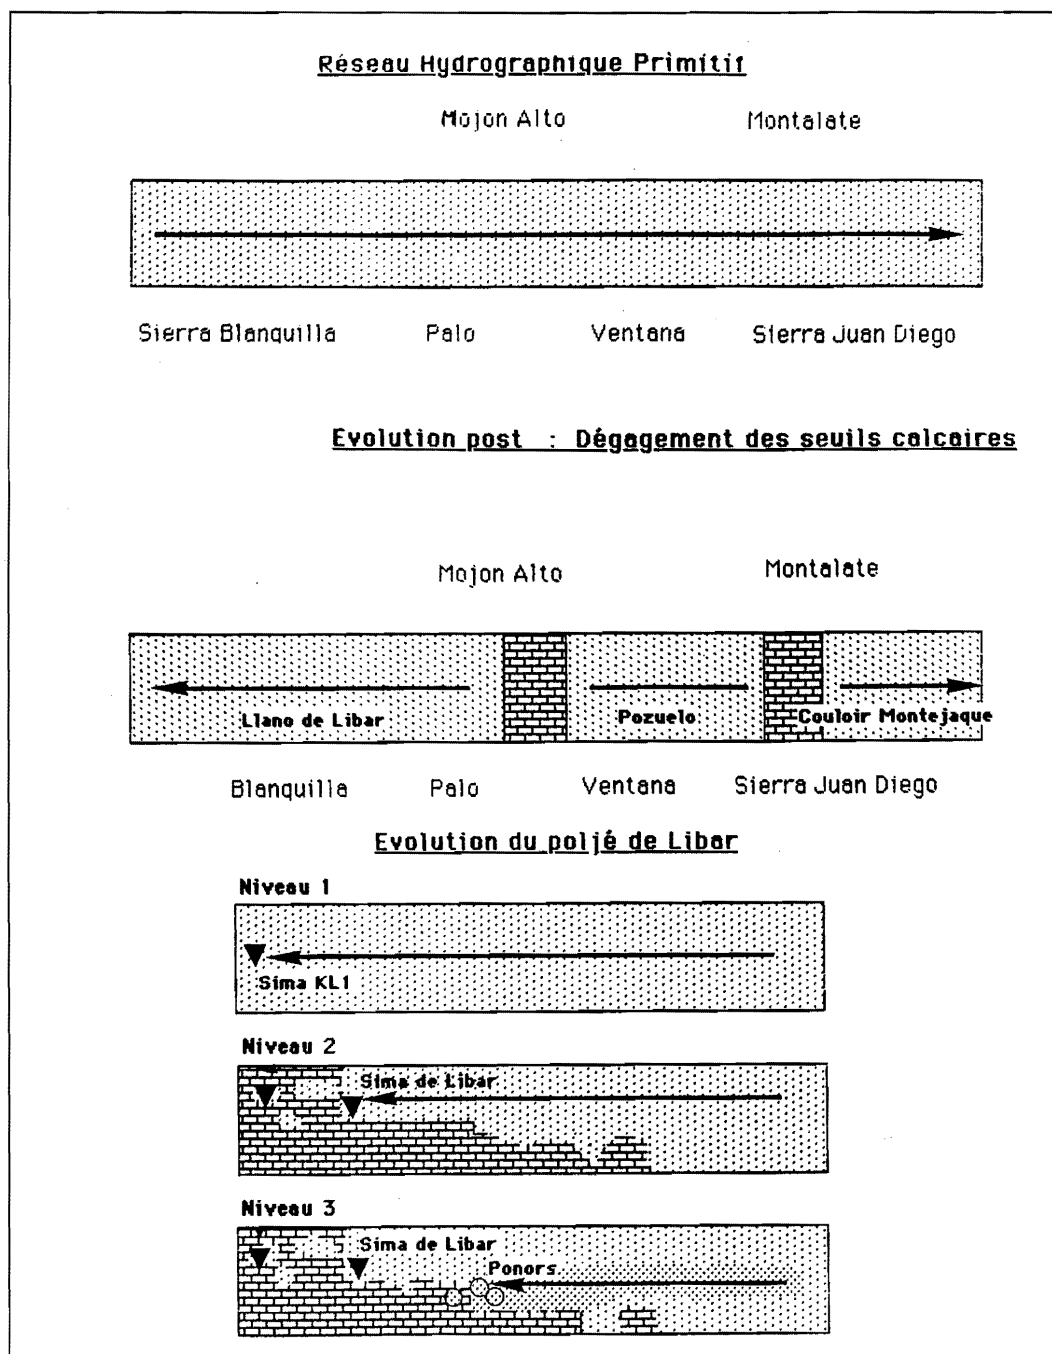 Réseau Hydrographique Primitif
Mojon Alto Montalate
Sierra Blanquilla Palo Ventana Sierra Juan Diego
Evolution post : Dégagement des seuils calcaires
Mojon Alto Montalate
Llano de Libar Pozuelo Couloir Montejaque
Blanquilla Palo Ventana Sierra Juan Diego
Evolution du poljé de Libar
Niveau 1
Sima KL1
Niveau 2
Sima de Libar
Niveau 3
Sima de Libar
Ponors